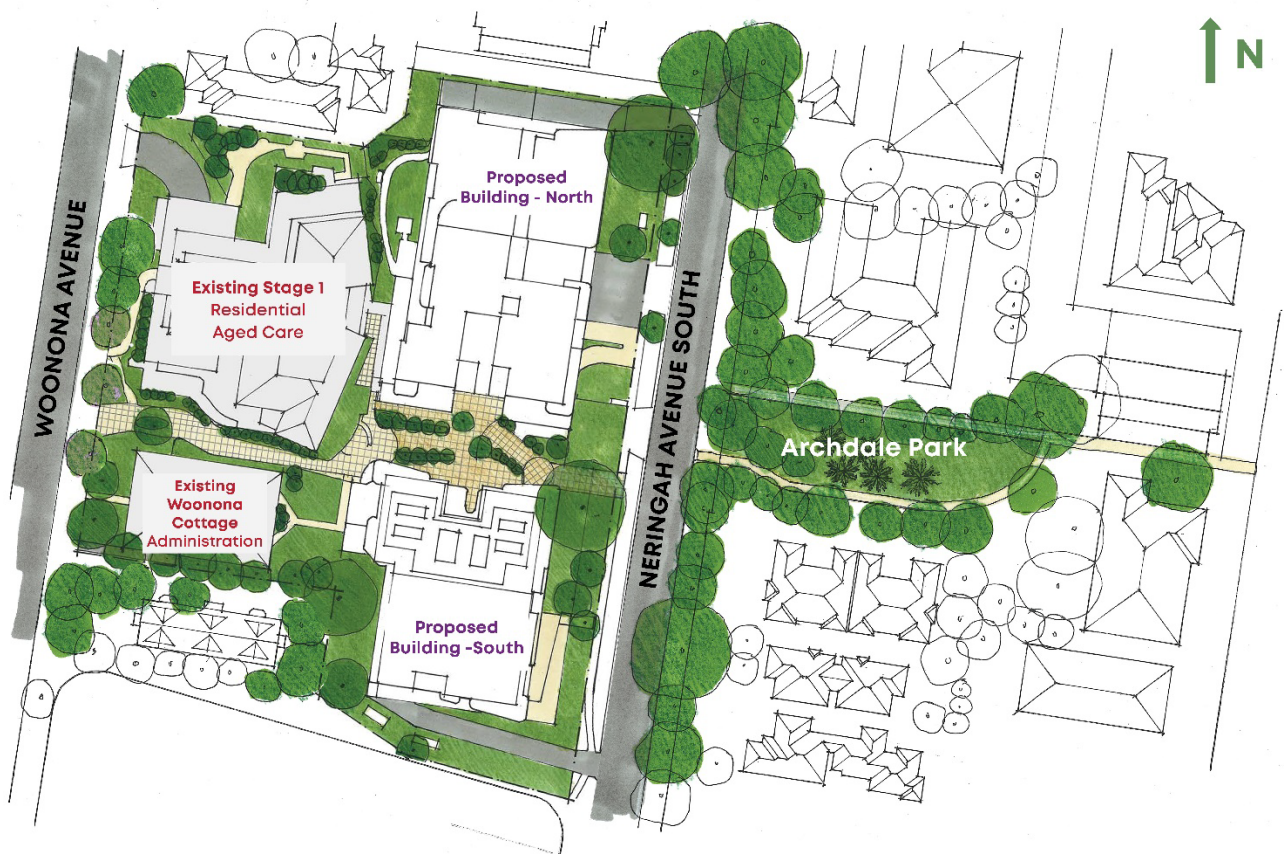 N
Proposed
Building - North
WOONONA AVENUE
Existing Stage 1
Residential
Aged Care
NERINGAH AVENUE SOUTH
Archdale Park
Existing
Woonona
Cottage
Administration
Proposed
Building -South